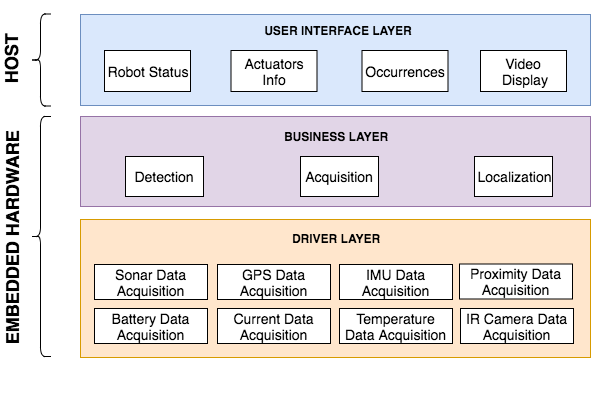 HOST
USER INTERFACE LAYER
Robot Status
Actuators
Info
Occurrences
Video
Display
EMBEDDED HARDWARE
BUSINESS LAYER
Detection
Acquisition
Localization
DRIVER LAYER
Sonar Data
Acquisition
GPS Data
Acquisition
IMU Data
Acquisition
Proximity Data
Acquisition
Battery Data
Acquisition
Current Data
Acquisition
Temperature
Data Acquisition
IR Camera Data
Acquisition